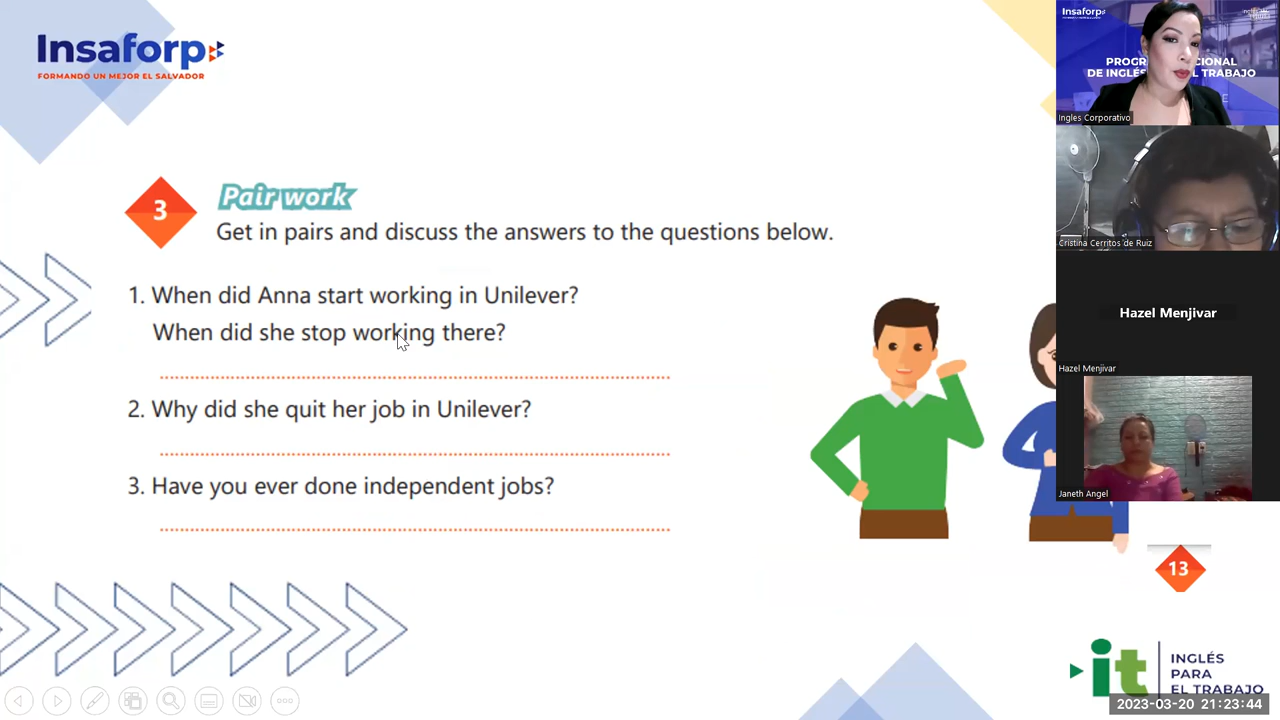 Insaforp
FORMANDO UN MEJOR EL SALVADOR
3
Pair work
Get in pairs and discuss the answers to the questions below.
1. When did Anna start working in Unilever?
When did she stop working there?
2. Why did she quit her job in Unilever?
3. Have you ever done independent jobs?
13
it
INGLÉS
PARA
EL TRABAJO
2023-03-20 21:23:44
Insaforp
PROGR CIONAL
DE INGLÉS L TRABAJO
Ingles Corporativo
Cristina Cerritos de Ruiz
Hazel Menjivar
Hazel Menjivar
Janeth Angel